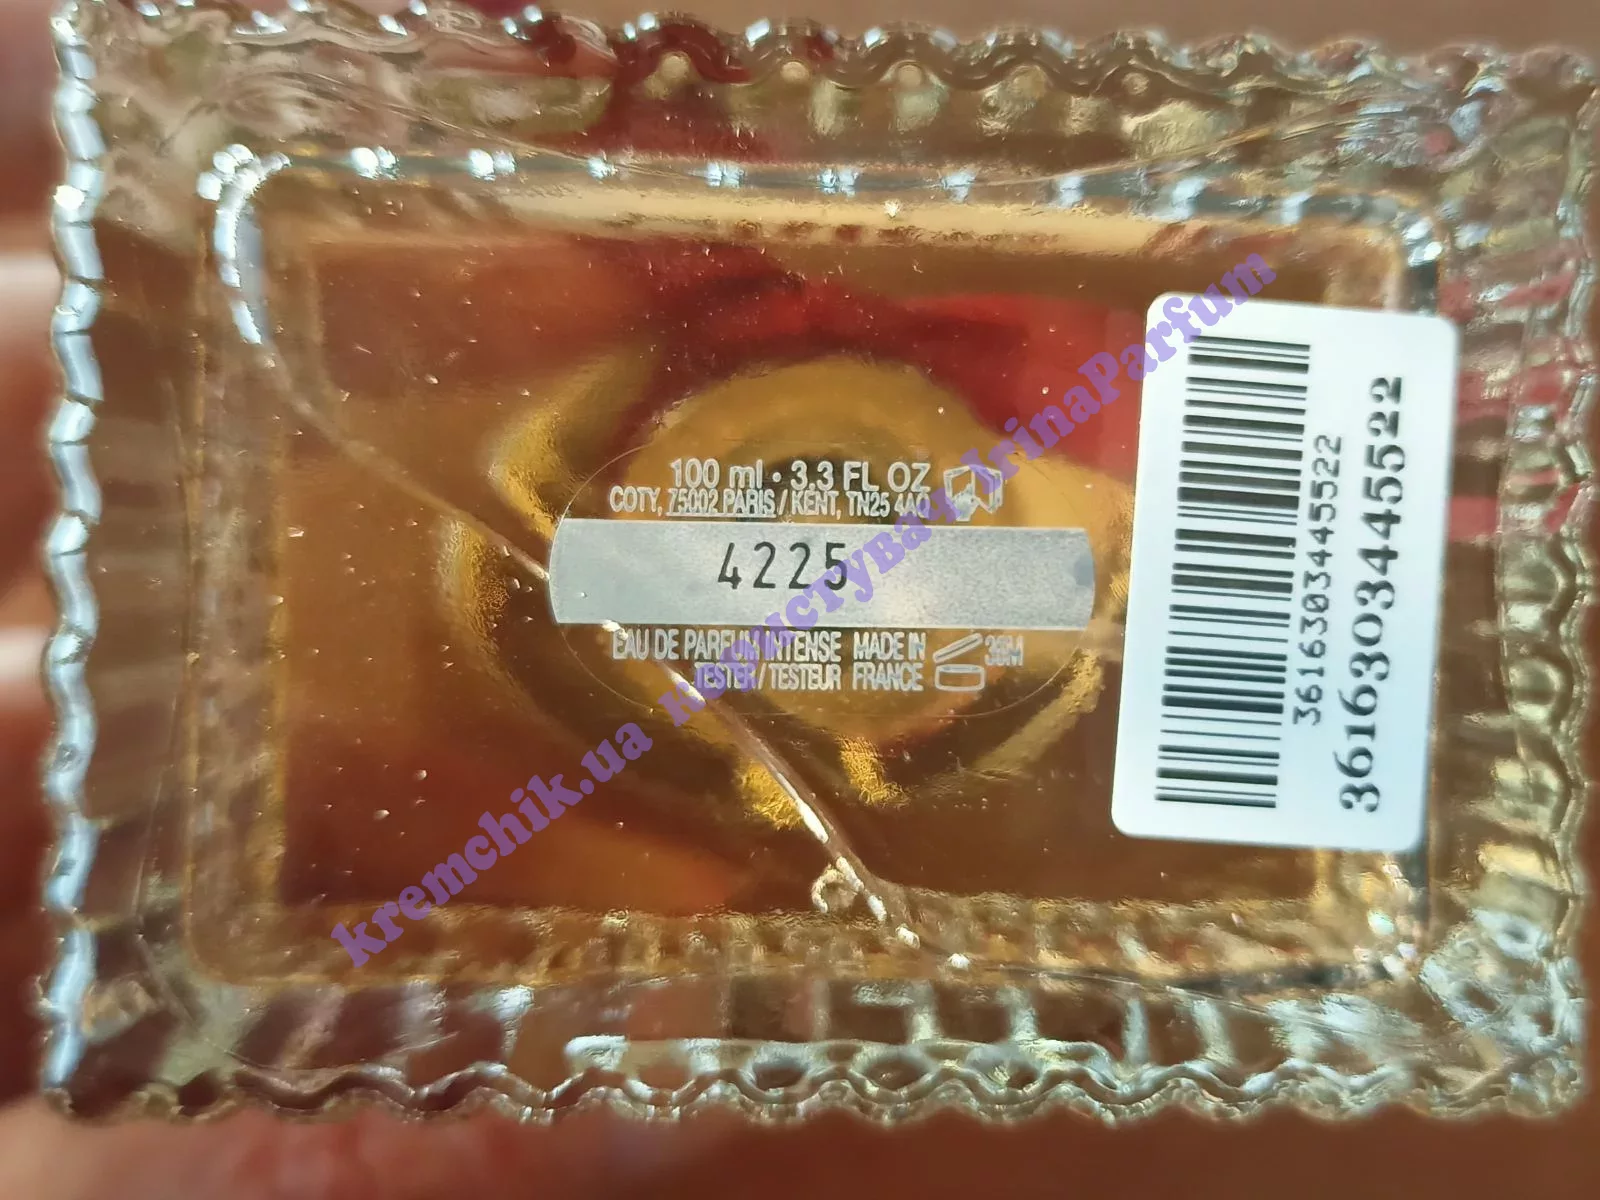 100 ml • 3.3 FL OZ
COTY, 75002 PARIS / KENT, TN25 4AQ
4225
EAU DE PARFUM INTENSE MADE IN
TESTER / TESTEUR FRANCE
36M
3616303445522
3616303445522
kremchik.ua користувач IrinaParfum